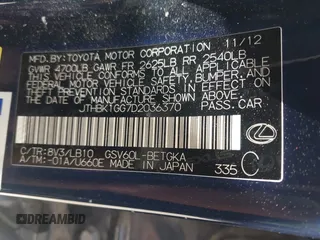 MFD. BY: TOYOTA MOTOR CORPORATION 11/12
GVWR 4700LB GAWR FR 2625LB RR 2540LB
THIS VEHICLE CONFORMS TO ALL APPLICABLE
FEDERAL MOTOR VEHICLE SAFETY, BUMPER, AND
THEFT PREVENTION STANDARDS IN EFFECT ON
THE DATE OF MANUFACTURE SHOWN ABOVE.
JTHBK1GG7D2036370
PASS. CAR
C/TR: 8V3/LB10 GSV60L-BETGKA
A/TM: -01A/U660E MADE IN JAPAN 335 C
DREAMBID